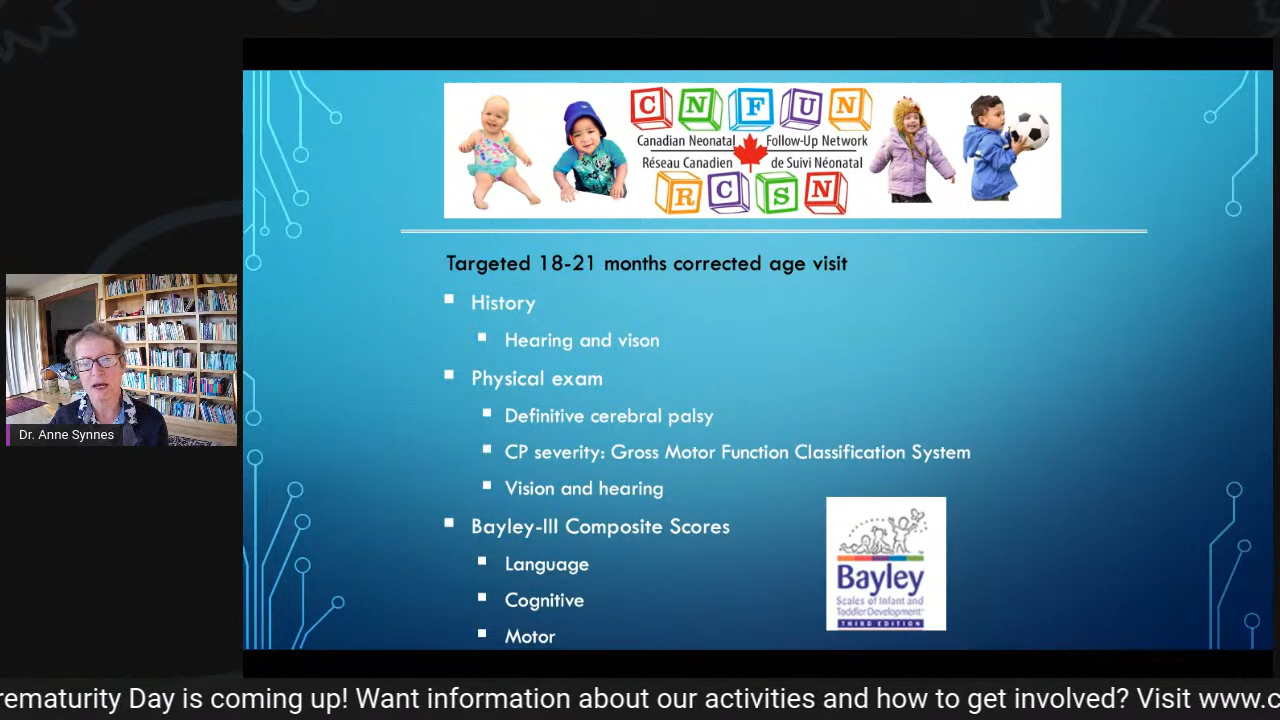 CNFUN
Canadian Neonatal Follow-Up Network
Réseau Canadien de Suivi Néonatal
RCSN
Targeted 18-21 months corrected age visit
History
Hearing and vison
Physical exam
Definitive cerebral palsy
CP severity: Gross Motor Function Classification System
Vision and hearing
Bayley-III Composite Scores
Language
Cognitive
Motor
Bayley
Scales of Infant and
Toddler Development™
THIRD EDITION
Dr. Anne Synnes
rematurity Day is coming up! Want information about our activities and how to get involved? Visit www.c